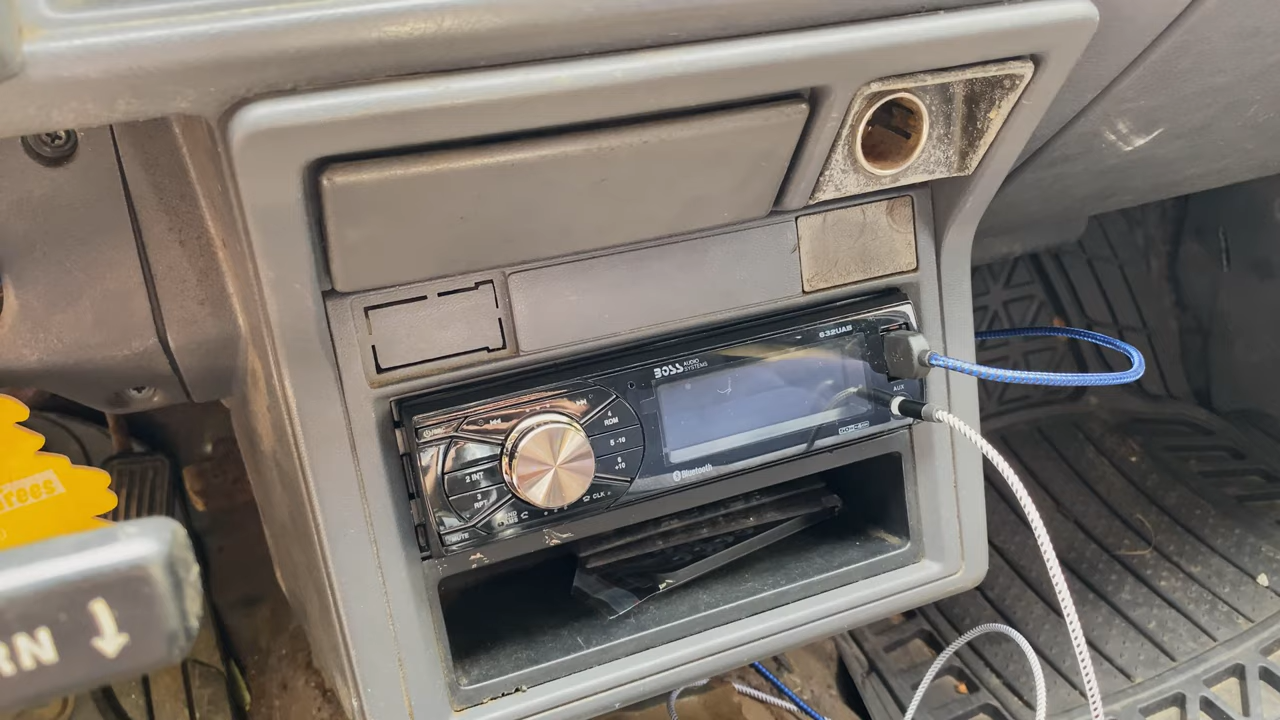 632UAB
BOSS AUDIO SYSTEMS
AUX
4
RDM
5 -10
6
+10
2 INT
3
RPT
CLK
MUTE
Bluetooth
rees
RN ↓